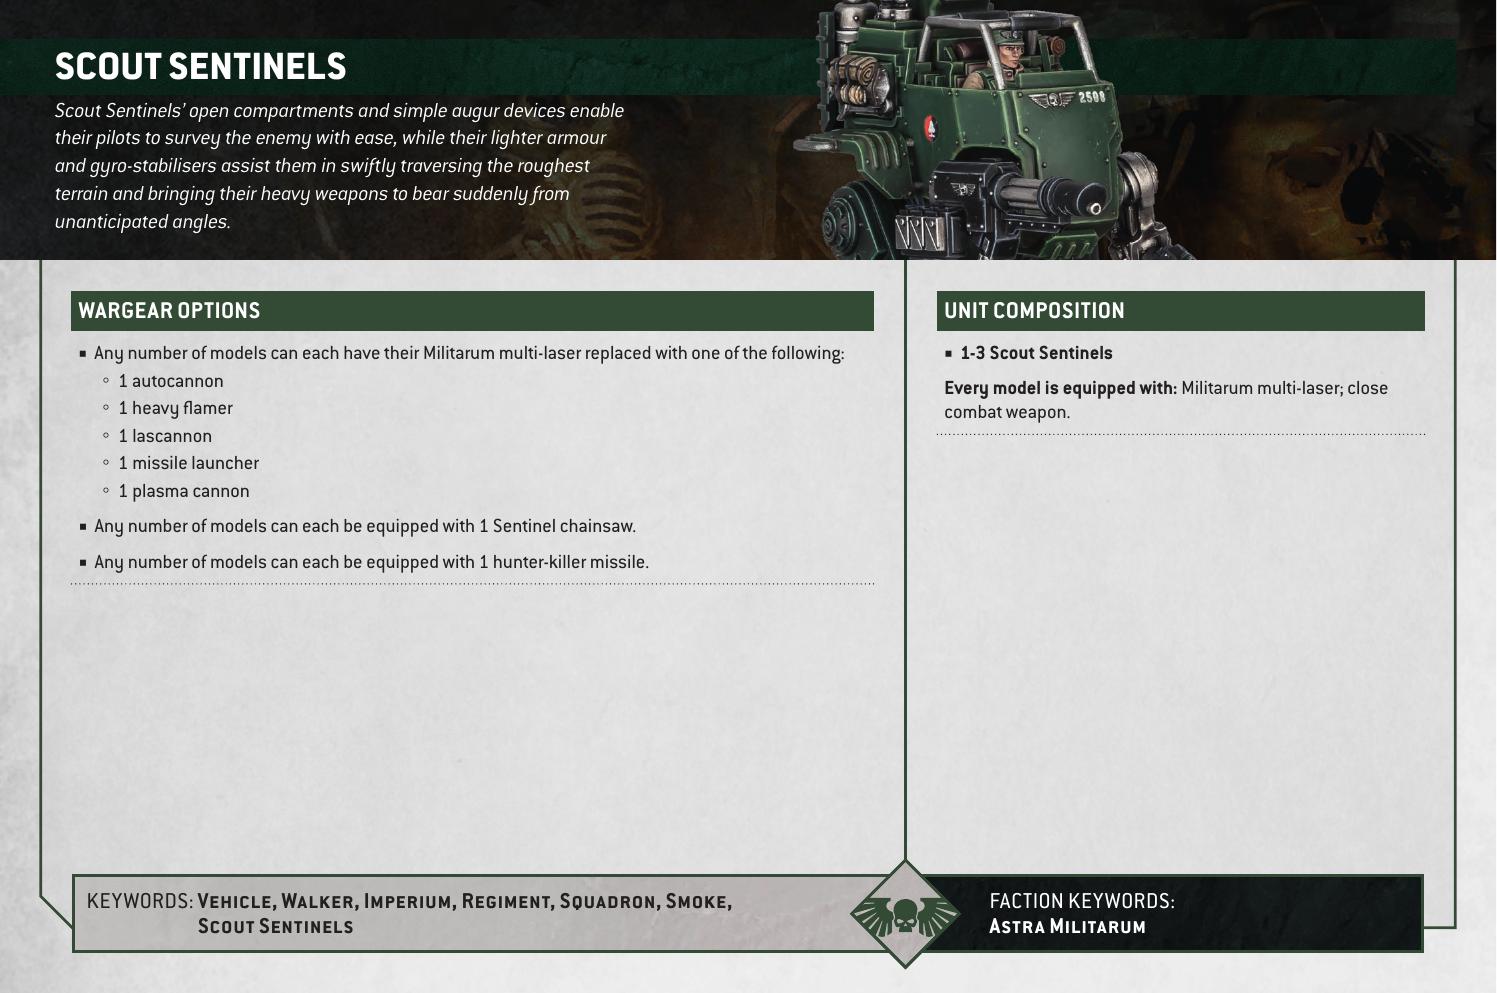 SCOUT SENTINELS
Scout Sentinels’ open compartments and simple augur devices enable
their pilots to survey the enemy with ease, while their lighter armour
and gyro-stabilisers assist them in swiftly traversing the roughest
terrain and bringing their heavy weapons to bear suddenly from
unanticipated angles.
2508
WARGEAR OPTIONS
■ Any number of models can each have their Militarum multi-laser replaced with one of the following:
◦ 1 autocannon
◦ 1 heavy flamer
◦ 1 lascannon
◦ 1 missile launcher
◦ 1 plasma cannon
■ Any number of models can each be equipped with 1 Sentinel chainsaw.
■ Any number of models can each be equipped with 1 hunter-killer missile.
UNIT COMPOSITION
■ 1-3 Scout Sentinels
Every model is equipped with: Militarum multi-laser; close
combat weapon.
KEYWORDS: Vehicle, Walker, Imperium, Regiment, Squadron, Smoke,
Scout Sentinels
FACTION KEYWORDS:
Astra Militarum